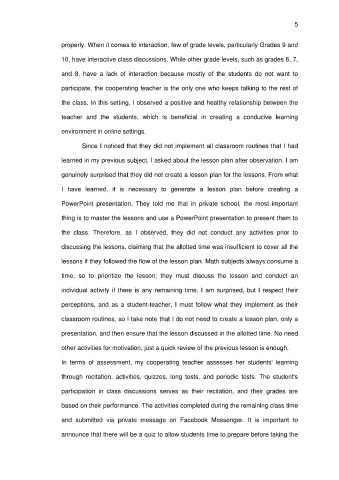 5
properly. When it comes to interaction, few of grade levels, particularly Grades 9 and
10, have interactive class discussions. While other grade levels, such as grades 6, 7,
and 8, have a lack of interaction because mostly of the students do not want to
participate, the cooperating teacher is the only one who keeps talking to the rest of
the class. In this setting, I observed a positive and healthy relationship between the
teacher and the students, which is beneficial in creating a conducive learning
environment in online settings.
Since I noticed that they did not implement all classroom routines that I had
learned in my previous subject, I asked about the lesson plan after observation. I am
genuinely surprised that they did not create a lesson plan for the lessons. From what
I have learned, it is necessary to generate a lesson plan before creating a
PowerPoint presentation. They told me that in private school, the most important
thing is to master the lessons and use a PowerPoint presentation to present them to
the class. Therefore, as I observed, they did not conduct any activities prior to
discussing the lessons, claiming that the allotted time was insufficient to cover all the
lessons if they followed the flow of the lesson plan. Math subjects always consume a
time, so to prioritize the lesson; they must discuss the lesson and conduct an
individual activity if there is any remaining time. I am surprised, but I respect their
perceptions, and as a student-teacher, I must follow what they implement as their
classroom routines, so I take note that I do not need to create a lesson plan, only a
presentation, and then ensure that the lesson discussed in the allotted time. No need
other activities for motivation, just a quick review of the previous lesson is enough.
In terms of assessment, my cooperating teacher assesses her students' learning
through recitation, activities, quizzes, long tests, and periodic tests. The student's
participation in class discussions serves as their recitation, and their grades are
based on their performance. The activities completed during the remaining class time
and submitted via private message on Facebook Messenger. It is important to
announce that there will be a quiz to allow students time to prepare before taking the